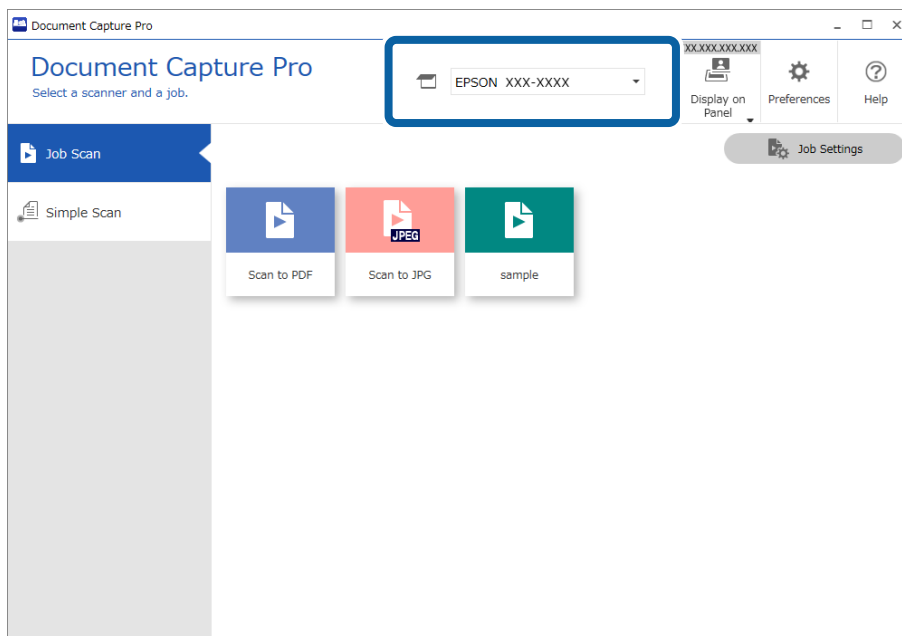 Document Capture Pro
Document Capture Pro
Select a scanner and a job.
EPSON XXX-XXXX
XX.XXX.XXX.XXX
Display on
Panel
Preferences
Help
Job Scan
Job Settings
Simple Scan
JPEG
Scan to PDF
Scan to JPG
sample